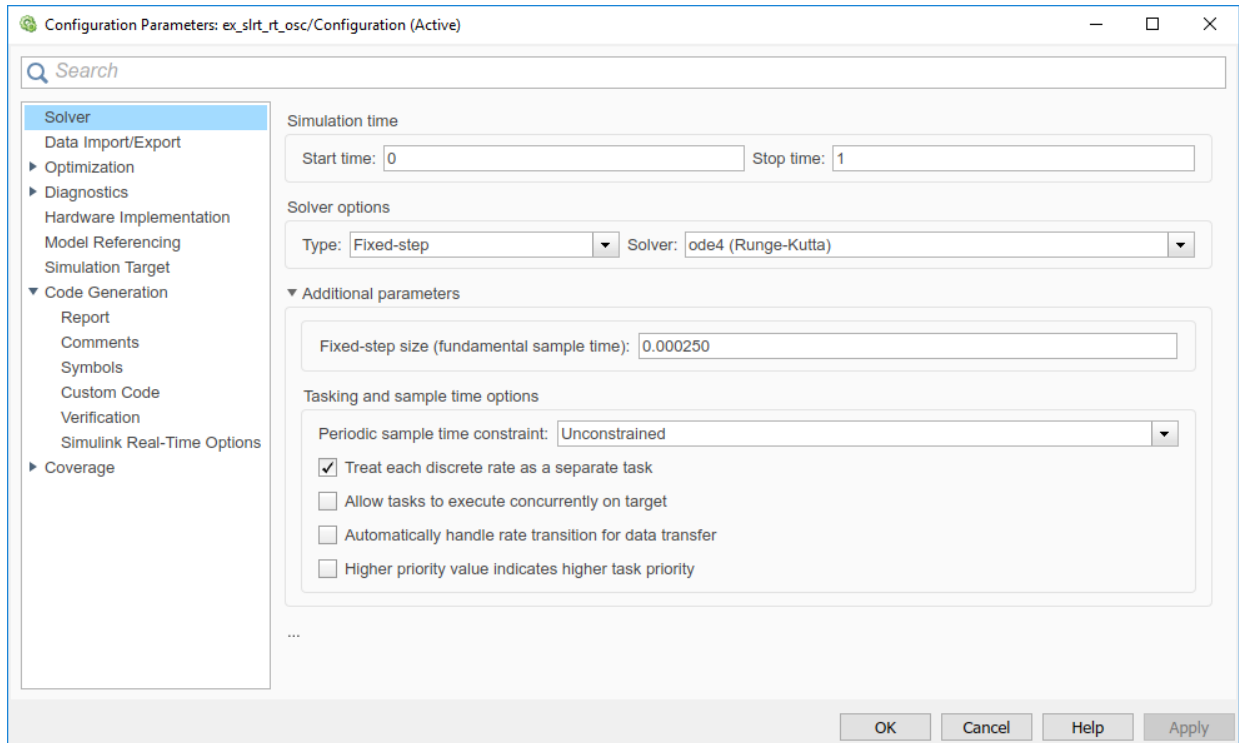 Configuration Parameters: ex_slrt_rt_osc/Configuration (Active)
Search
Solver
Data Import/Export
Optimization
Diagnostics
Hardware Implementation
Model Referencing
Simulation Target
Code Generation
Report
Comments
Symbols
Custom Code
Verification
Simulink Real-Time Options
Coverage
Simulation time
Start time: 0 Stop time: 1
Solver options
Type: Fixed-step Solver: ode4 (Runge-Kutta)
Additional parameters
Fixed-step size (fundamental sample time): 0.000250
Tasking and sample time options
Periodic sample time constraint: Unconstrained
Treat each discrete rate as a separate task
Allow tasks to execute concurrently on target
Automatically handle rate transition for data transfer
Higher priority value indicates higher task priority
...
OK Cancel Help Apply